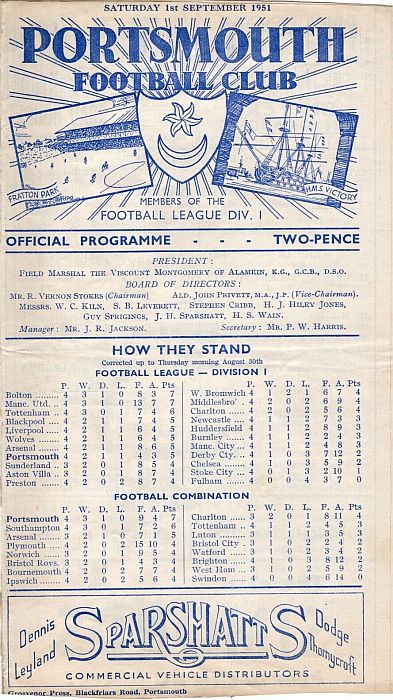 SATURDAY 1st SEPTEMBER 1951
PORTSMOUTH
FOOTBALL CLUB
FRATTON PARK
H.M.S. VICTORY
MEMBERS OF THE
FOOTBALL LEAGUE DIV. I
OFFICIAL PROGRAMME - - - TWO-PENCE
PRESIDENT :
FIELD MARSHAL THE VISCOUNT MONTGOMERY OF ALAMEIN, K.G., G.C.B., D.S.O.
BOARD OF DIRECTORS :
MR. R. VERNON STOKES (Chairman) ALD. JOHN PRIVETT, M.A., J.P. (Vice-Chairman).
MESSRS. W. C. KILN, S. B. LEVERETT, STEPHEN CRIBB, H. J. HILEY JONES,
GUY SPRIGINGS, J. H. SPARSHATT, H. S. WAIN.
Manager : MR. J. R. JACKSON. Secretary : MR. P. W. HARRIS.
HOW THEY STAND
Corrected up to Thursday morning August 30th
FOOTBALL LEAGUE — DIVISION I
P. W. D. L. F. A. Pts P. W. D. L. F. A. Pts
Bolton ........ 4 3 1 0 8 3 7 W. Bromwich 4 1 2 1 6 7 4
Manc. Utd. .. 4 3 1 0 13 7 7 Middlesbro' .. 4 2 0 2 6 9 4
Tottenham .. 4 3 0 1 7 4 6 Charlton ...... 4 2 0 2 5 6 4
Blackpool .... 4 2 1 1 7 4 5 Newcastle .... 4 1 1 2 7 3 3
Liverpool .... 4 2 1 1 6 4 5 Huddersfield 4 1 1 2 8 9 3
Wolves ........ 4 2 1 1 6 4 5 Burnley ...... 4 1 1 2 2 4 3
Arsenal ........ 4 2 1 1 8 6 5 Manc. City .... 4 1 1 2 4 8 3
Portsmouth 4 2 1 1 4 3 5 Derby Cty. .. 4 1 0 3 7 12 2
Sunderland .. 3 2 0 1 8 5 4 Chelsea ........ 4 1 0 3 5 9 2
Aston Villa .. 3 2 0 1 8 7 4 Stoke City .... 4 0 1 3 2 10 1
Preston ........ 4 2 0 2 8 7 4 Fulham ........ 4 0 0 4 3 7 0
FOOTBALL COMBINATION
P. W. D. L. F. A. Pts P. W. D. L. F. A. Pts
Portsmouth 4 3 1 0 9 4 7 Charlton ...... 3 2 0 1 8 11 4
Southampton 4 3 0 1 7 2 6 Tottenham .. 4 1 1 2 4 5 3
Arsenal ........ 3 2 1 0 7 1 5 Luton .......... 3 1 1 1 3 5 3
Plymouth .... 4 2 0 2 15 10 4 Bristol City .. 3 1 0 2 2 4 2
Norwich ...... 3 2 0 1 9 5 4 Watford ...... 3 1 0 2 3 4 2
Bristol Rovs. 3 2 0 1 4 3 4 Brighton ...... 4 1 0 3 8 12 2
Bournemouth 4 2 0 2 7 7 4 West Ham .... 3 1 0 2 5 9 2
Ipswich ........ 4 2 0 2 5 6 4 Swindon ...... 4 0 0 4 6 14 0
Dennis SPARSHATTS Dodge
Leyland Thornycroft
COMMERCIAL VEHICLE DISTRIBUTORS
Grosvenor Press, Blackfriars Road, Portsmouth